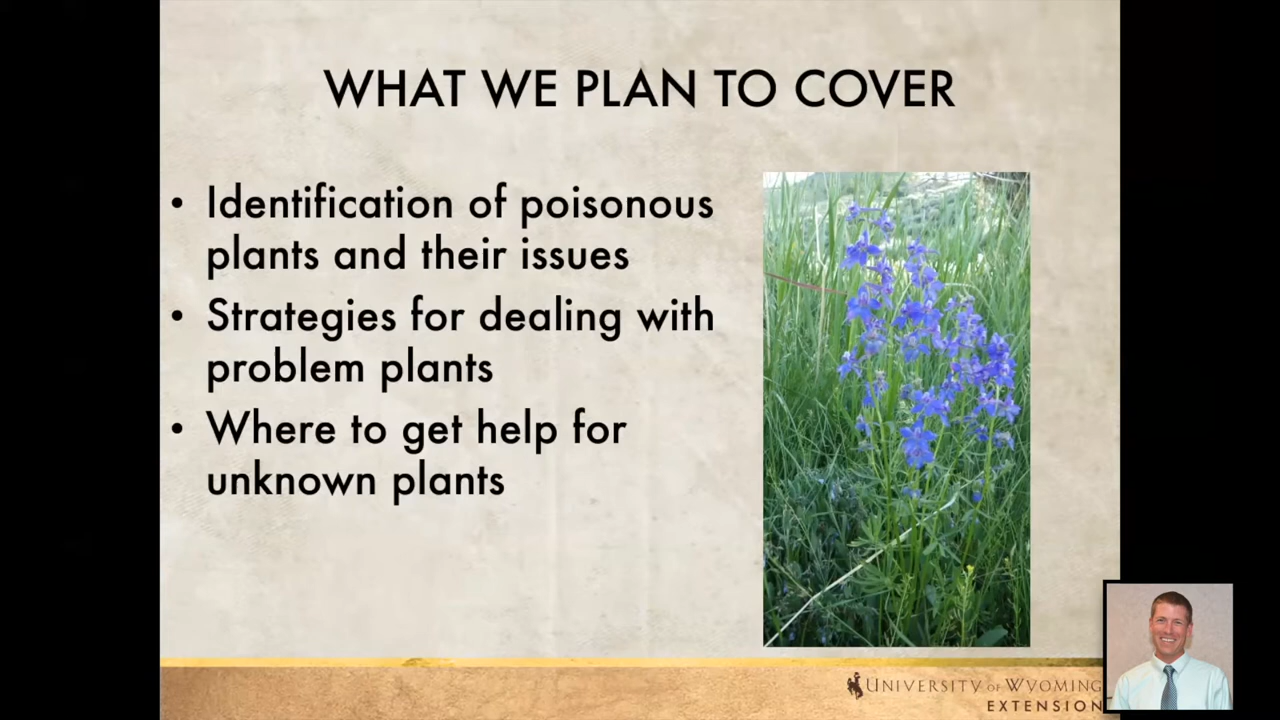 WHAT WE PLAN TO COVER
• Identification of poisonous
plants and their issues
• Strategies for dealing with
problem plants
• Where to get help for
unknown plants
UNIVERSITY OF WYOMING
EXTENSION